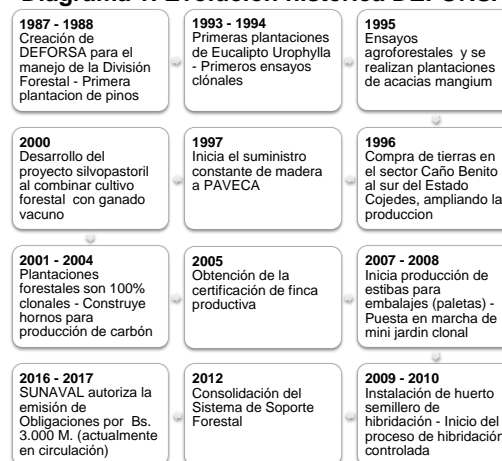 Diagrama 1. Evolución histórica DEFORSA
1987 - 1988
Creación de
DEFORSA para el
manejo de la División
Forestal - Primera
plantacion de pinos
1993 - 1994
Primeras plantaciones
de Eucalipto Urophylla
- Primeros ensayos
clónales
1995
Ensayos
agroforestales y se
realizan plantaciones
de acacias mangium
1996
Compra de tierras en
el sector Caño Benito
al sur del Estado
Cojedes, ampliando la
produccion
1997
Inicia el suministro
constante de madera
a PAVECA
2000
Desarrollo del
proyecto silvopastoril
al combinar cultivo
forestal con ganado
vacuno
2001 - 2004
Plantaciones
forestales son 100%
clonales - Construye
hornos para
producción de carbón
2005
Obtención de la
certificación de finca
productiva
2007 - 2008
Inicia producción de
estibas para
embalajes (paletas) -
Puesta en marcha de
mini jardin clonal
2009 - 2010
Instalación de huerto
semillero de
hibridación - Inicio del
proceso de hibridación
controlada
2012
Consolidación del
Sistema de Soporte
Forestal
2016 - 2017
SUNAVAL autoriza la
emisión de
Obligaciones por Bs.
3.000 M. (actualmente
en circulación)